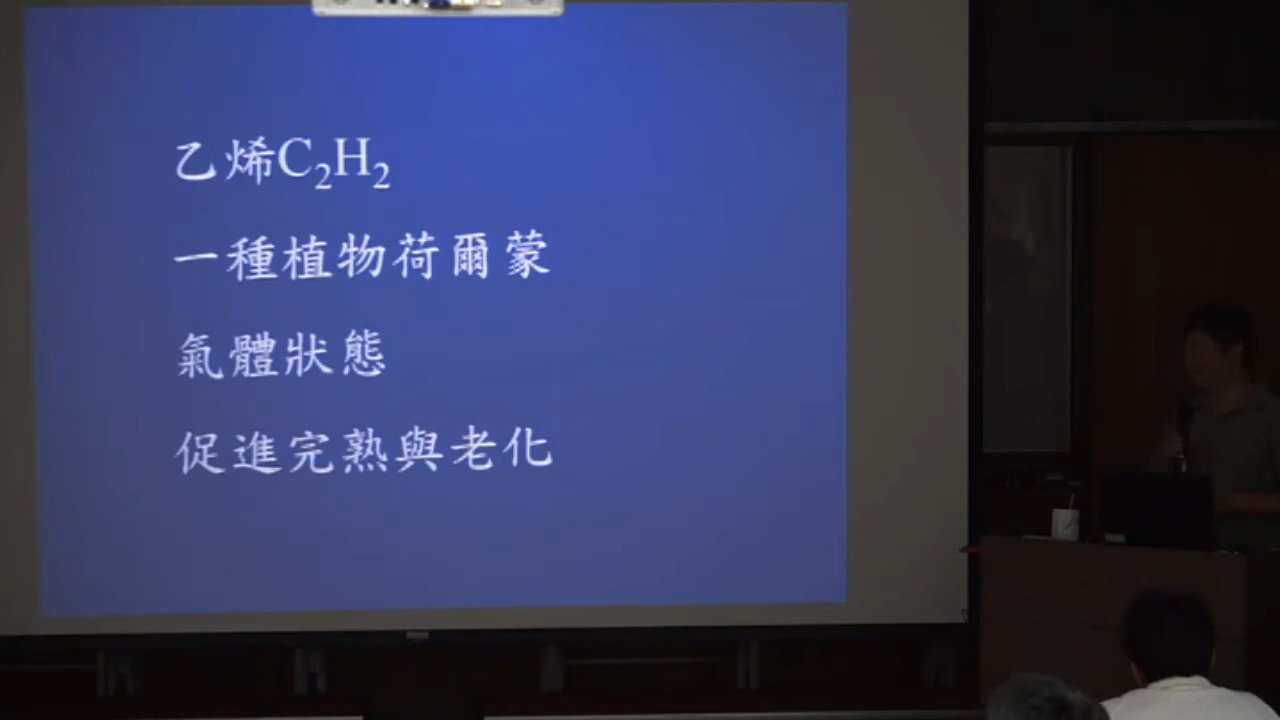 乙烯C₂H₂
一種植物荷爾蒙
氣體狀態
促進完熟與老化